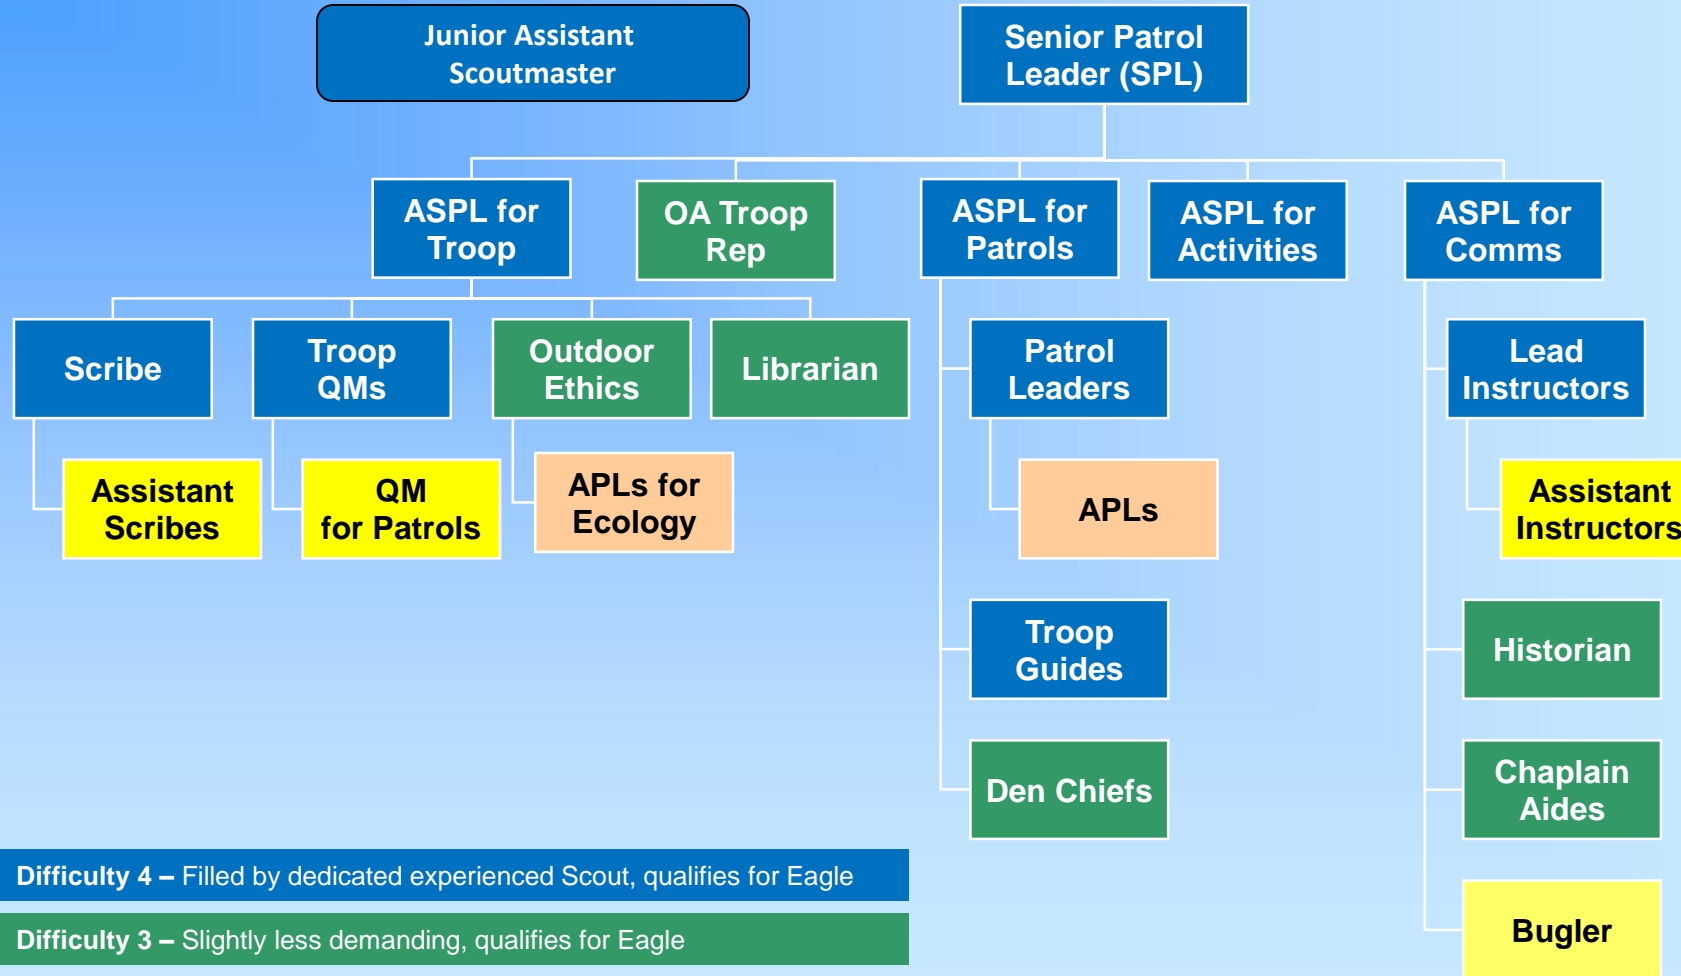 Junior Assistant
Scoutmaster
Senior Patrol
Leader (SPL)
ASPL for
Troop
OA Troop
Rep
ASPL for
Patrols
ASPL for
Activities
ASPL for
Comms
Scribe
Troop
QMs
Outdoor
Ethics
Librarian
Patrol
Leaders
Lead
Instructors
Assistant
Scribes
QM
for Patrols
APLs for
Ecology
APLs
Assistant
Instructors
Troop
Guides
Historian
Den Chiefs
Chaplain
Aides
Bugler
Difficulty 4 – Filled by dedicated experienced Scout, qualifies for Eagle
Difficulty 3 – Slightly less demanding, qualifies for Eagle